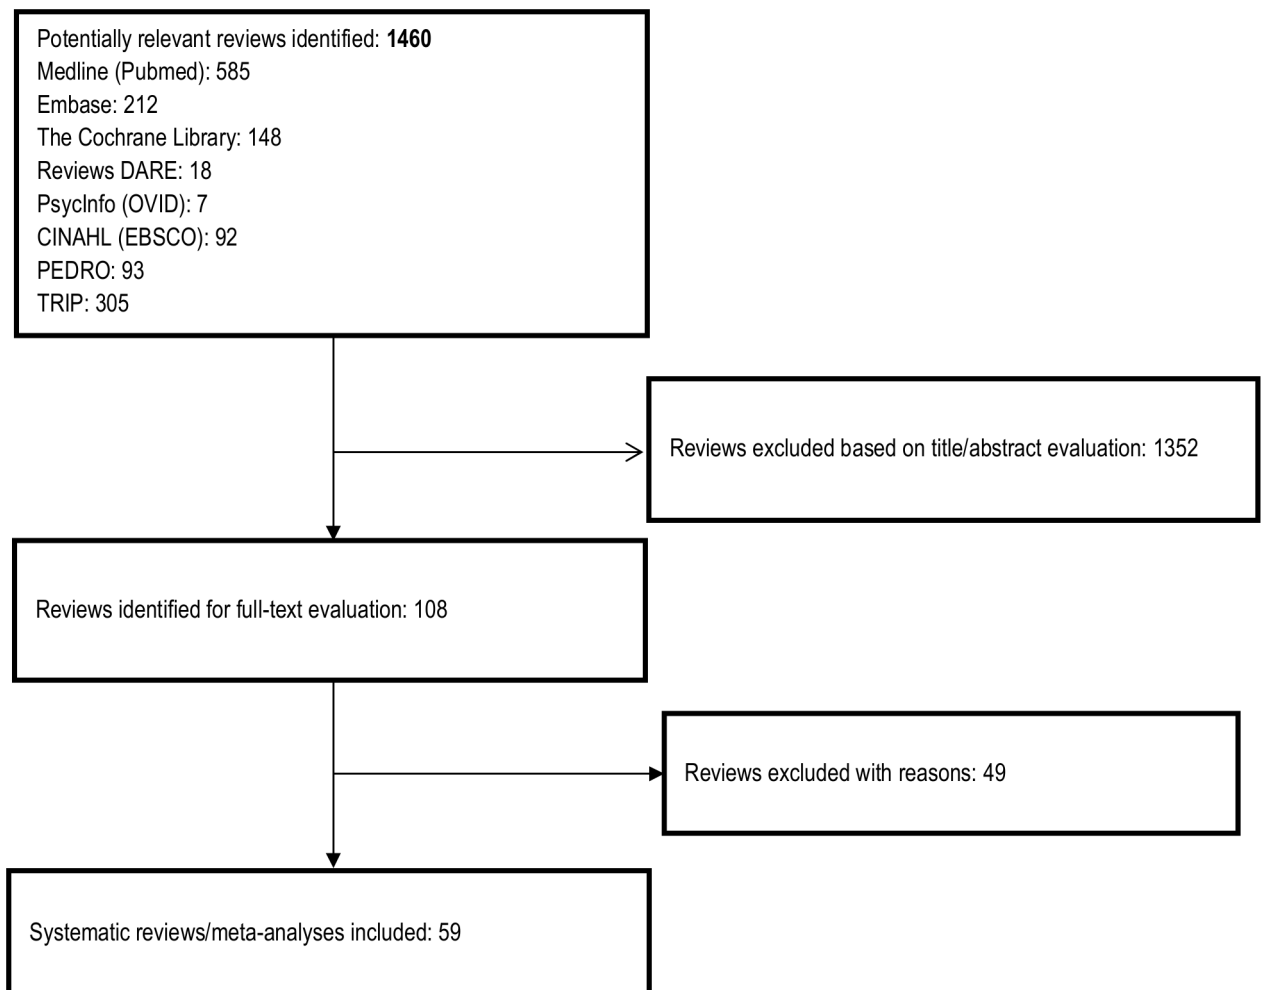 Potentially relevant reviews identified: 1460
Medline (Pubmed): 585
Embase: 212
The Cochrane Library: 148
Reviews DARE: 18
PsycInfo (OVID): 7
CINAHL (EBSCO): 92
PEDRO: 93
TRIP: 305
Reviews excluded based on title/abstract evaluation: 1352
Reviews identified for full-text evaluation: 108
Reviews excluded with reasons: 49
Systematic reviews/meta-analyses included: 59